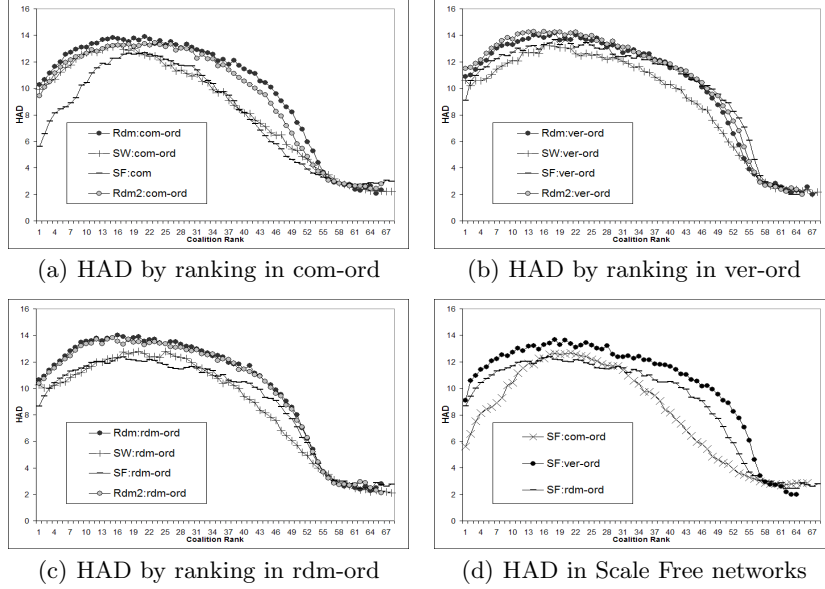 16
14
12
10
8
6
4
2
0
HAD
Rdm:com-ord
SW:com-ord
SF:com
Rdm2:com-ord
1 4 7 10 13 16 19 22 25 28 31 34 37 40 43 46 49 52 55 58 61 64 67
Coalition Rank
(a) HAD by ranking in com-ord
16
14
12
10
8
6
4
2
0
HAD
Rdm:ver-ord
SW:ver-ord
SF:ver-ord
Rdm2:ver-ord
1 4 7 10 13 16 19 22 25 28 31 34 37 40 43 46 49 52 55 58 61 64 67
Coalition Rank
(b) HAD by ranking in ver-ord
16
14
12
10
8
6
4
2
0
HAD
Rdm:rdm-ord
SW:rdm-ord
SF:rdm-ord
Rdm2:rdm-ord
1 4 7 10 13 16 19 22 25 28 31 34 37 40 43 46 49 52 55 58 61 64 67
Coalition Rank
(c) HAD by ranking in rdm-ord
16
14
12
10
8
6
4
2
0
HAD
SF:com-ord
SF:ver-ord
SF:rdm-ord
1 4 7 10 13 16 19 22 25 28 31 34 37 40 43 46 49 52 55 58 61 64 67
Coalition Rank
(d) HAD in Scale Free networks